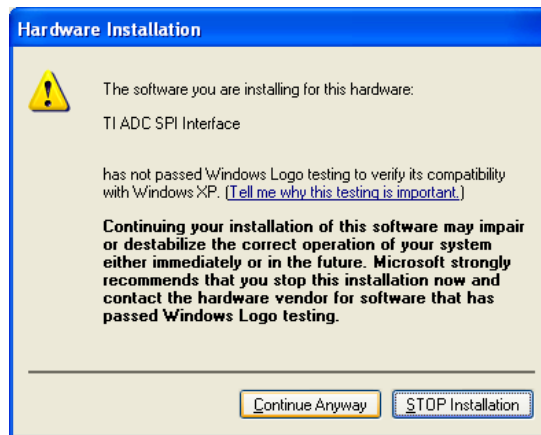 Hardware Installation
The software you are installing for this hardware:
TI ADC SPI Interface
has not passed Windows Logo testing to verify its compatibility
with Windows XP. (Tell me why this testing is important.)
Continuing your installation of this software may impair
or destabilize the correct operation of your system
either immediately or in the future. Microsoft strongly
recommends that you stop this installation now and
contact the hardware vendor for software that has
passed Windows Logo testing.
Continue Anyway
STOP Installation